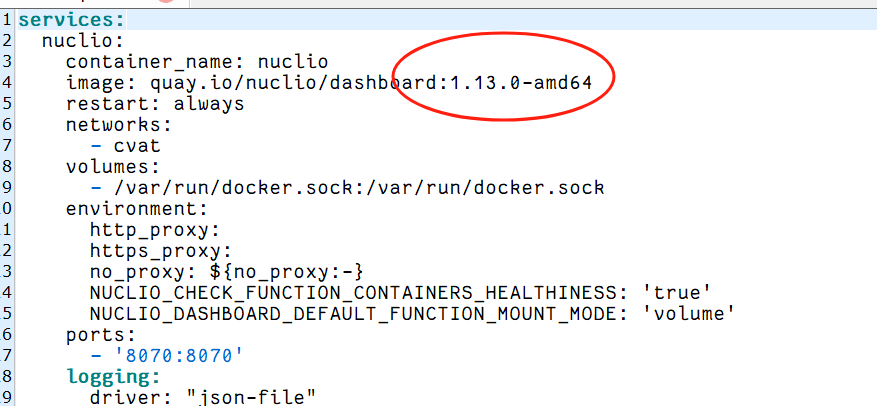 1 services:
2 nuclio:
3 container_name: nuclio
4 image: quay.io/nuclio/dashboard:1.13.0-amd64
5 restart: always
6 networks:
7 - cvat
8 volumes:
9 - /var/run/docker.sock:/var/run/docker.sock
0 environment:
1 http_proxy:
2 https_proxy:
3 no_proxy: ${no_proxy:-}
4 NUCLIO_CHECK_FUNCTION_CONTAINERS_HEALTHINESS: 'true'
5 NUCLIO_DASHBOARD_DEFAULT_FUNCTION_MOUNT_MODE: 'volume'
6 ports:
7 - '8070:8070'
8 logging:
9 driver: "json-file"